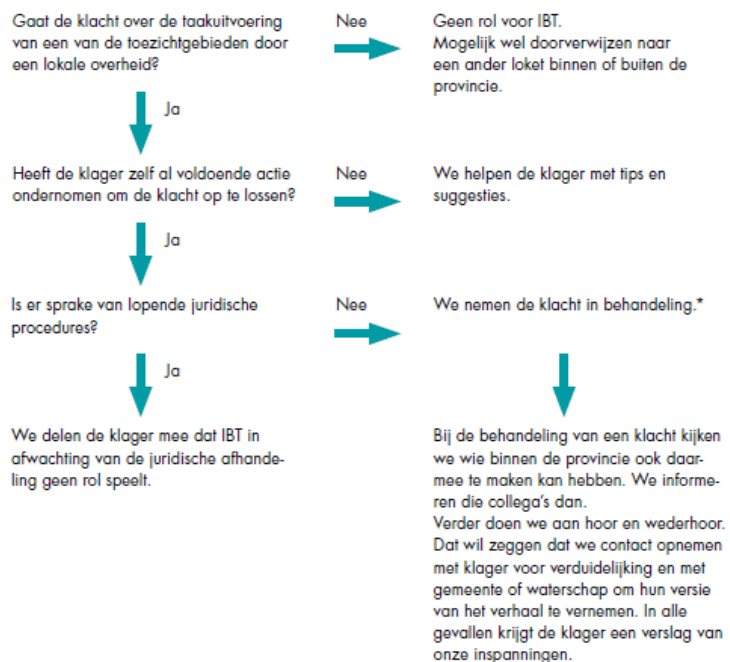 Gaat de klacht over de taakuitvoering
van een van de toezichtgebieden door
een lokale overheid?
Nee
Geen rol voor IBT.
Mogelijk wel doorverwijzen naar
een ander loket binnen of buiten de
provincie.
Ja
Heeft de klager zelf al voldoende actie
ondernomen om de klacht op te lossen?
Nee
We helpen de klager met tips en
suggesties.
Ja
Is er sprake van lopende juridische
procedures?
Nee
We nemen de klacht in behandeling.*
Ja
We delen de klager mee dat IBT in
afwachting van de juridische afhande-
ling geen rol speelt.
Bij de behandeling van een klacht kijken
we wie binnen de provincie ook daar-
mee te maken kan hebben. We informe-
ren die collega's dan.
Verder doen we aan hoor en wederhoor.
Dat wil zeggen dat we contact opnemen
met klager voor verduidelijking en met
gemeente of waterschap om hun versie
van het verhaal te vernemen. In alle
gevallen krijgt de klager een verslag van
onze inspanningen.